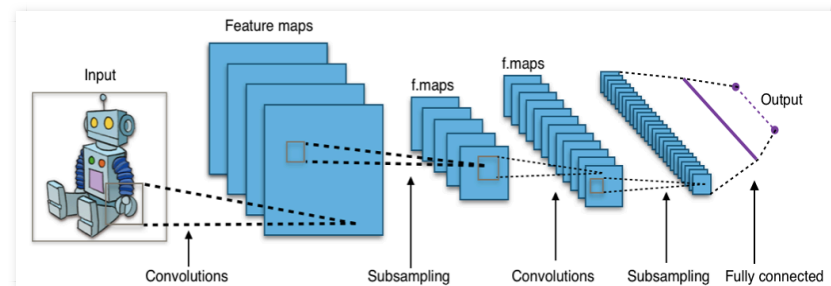 Feature maps
Input
f.maps
f.maps
Output
Convolutions
Subsampling
Convolutions
Subsampling
Fully connected